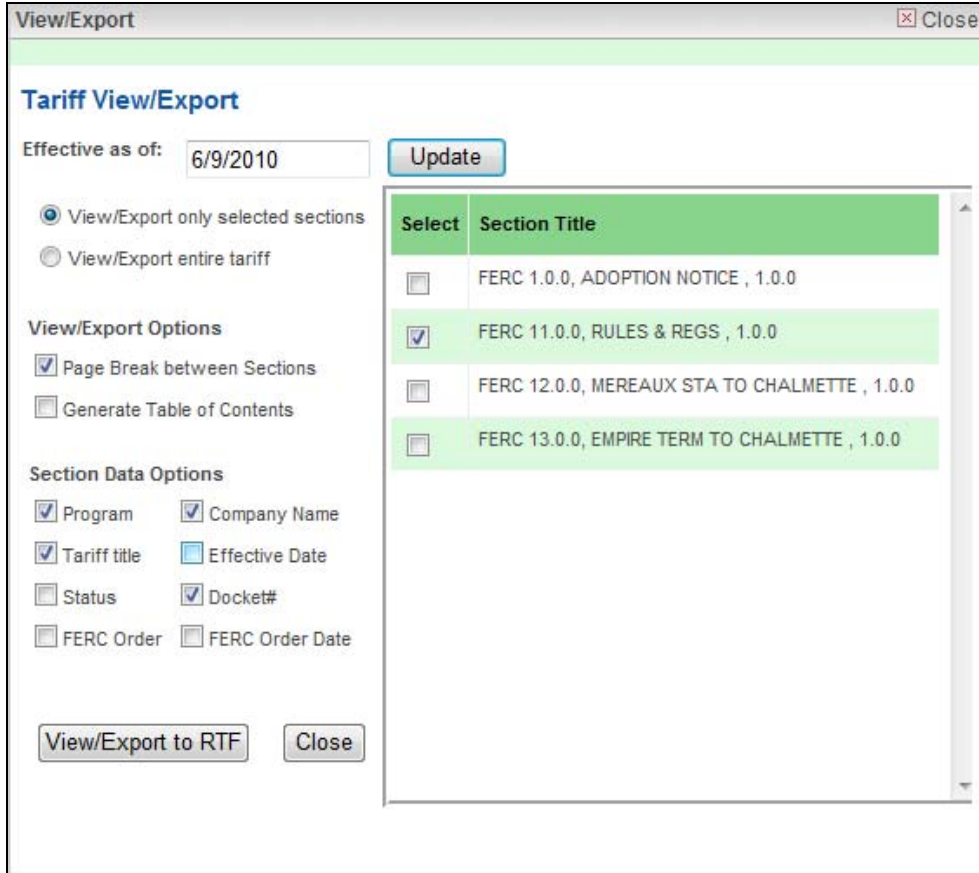 View/Export
Close
Tariff View/Export
Effective as of: 6/9/2010 Update
View/Export only selected sections
View/Export entire tariff
View/Export Options
Page Break between Sections
Generate Table of Contents
Section Data Options
Program Company Name
Tariff title Effective Date
Status Docket#
FERC Order FERC Order Date
View/Export to RTF Close
Select Section Title
FERC 1.0.0, ADOPTION NOTICE , 1.0.0
FERC 11.0.0, RULES & REGS , 1.0.0
FERC 12.0.0, MEREAUX STA TO CHALMETTE , 1.0.0
FERC 13.0.0, EMPIRE TERM TO CHALMETTE , 1.0.0